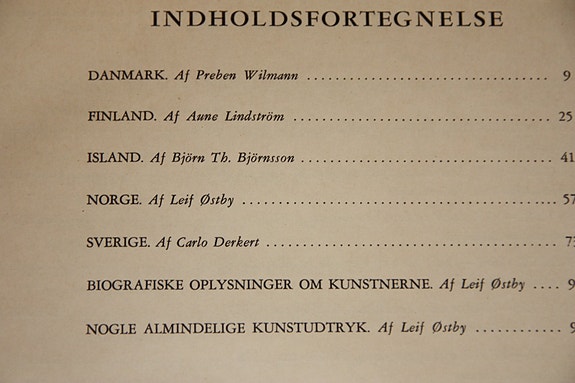 INDHOLDSFORTEGNELSE
DANMARK. Af Preben Wilmann .................................. 9
FINLAND. Af Aune Lindström .................................... 25
ISLAND. Af Björn Th. Björnsson ................................... 41
NORGE. Af Leif Østby ............................................ 57
SVERIGE. Af Carlo Derkert .........................................
BIOGRAFISKE OPLYSNINGER OM KUNSTNERNE. Af Leif Østby ....
NOGLE ALMINDELIGE KUNSTUDTRYK. Af Leif Østby ............